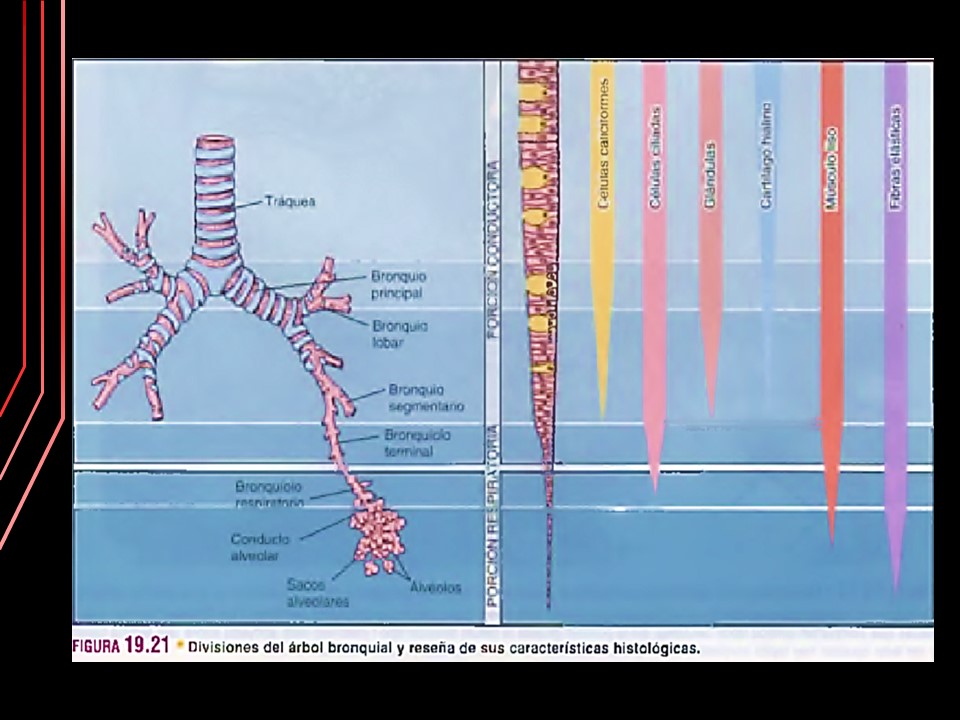 Tráquea
Bronquio
principal
Bronquio
lobar
Bronquio
segmentario
Bronquiolo
terminal
Bronquiolo
respiratorio
Conducto
alveolar
Sacos
alveolares
Alvéolos
PORCIÓN CONDUCTORA
PORCIÓN RESPIRATORIA
Células caliciformes
Células ciliadas
Glándulas
Cartílago hialino
Músculo liso
Fibras elásticas
FIGURA 19.21 * Divisiones del árbol bronquial y reseña de sus características histológicas.